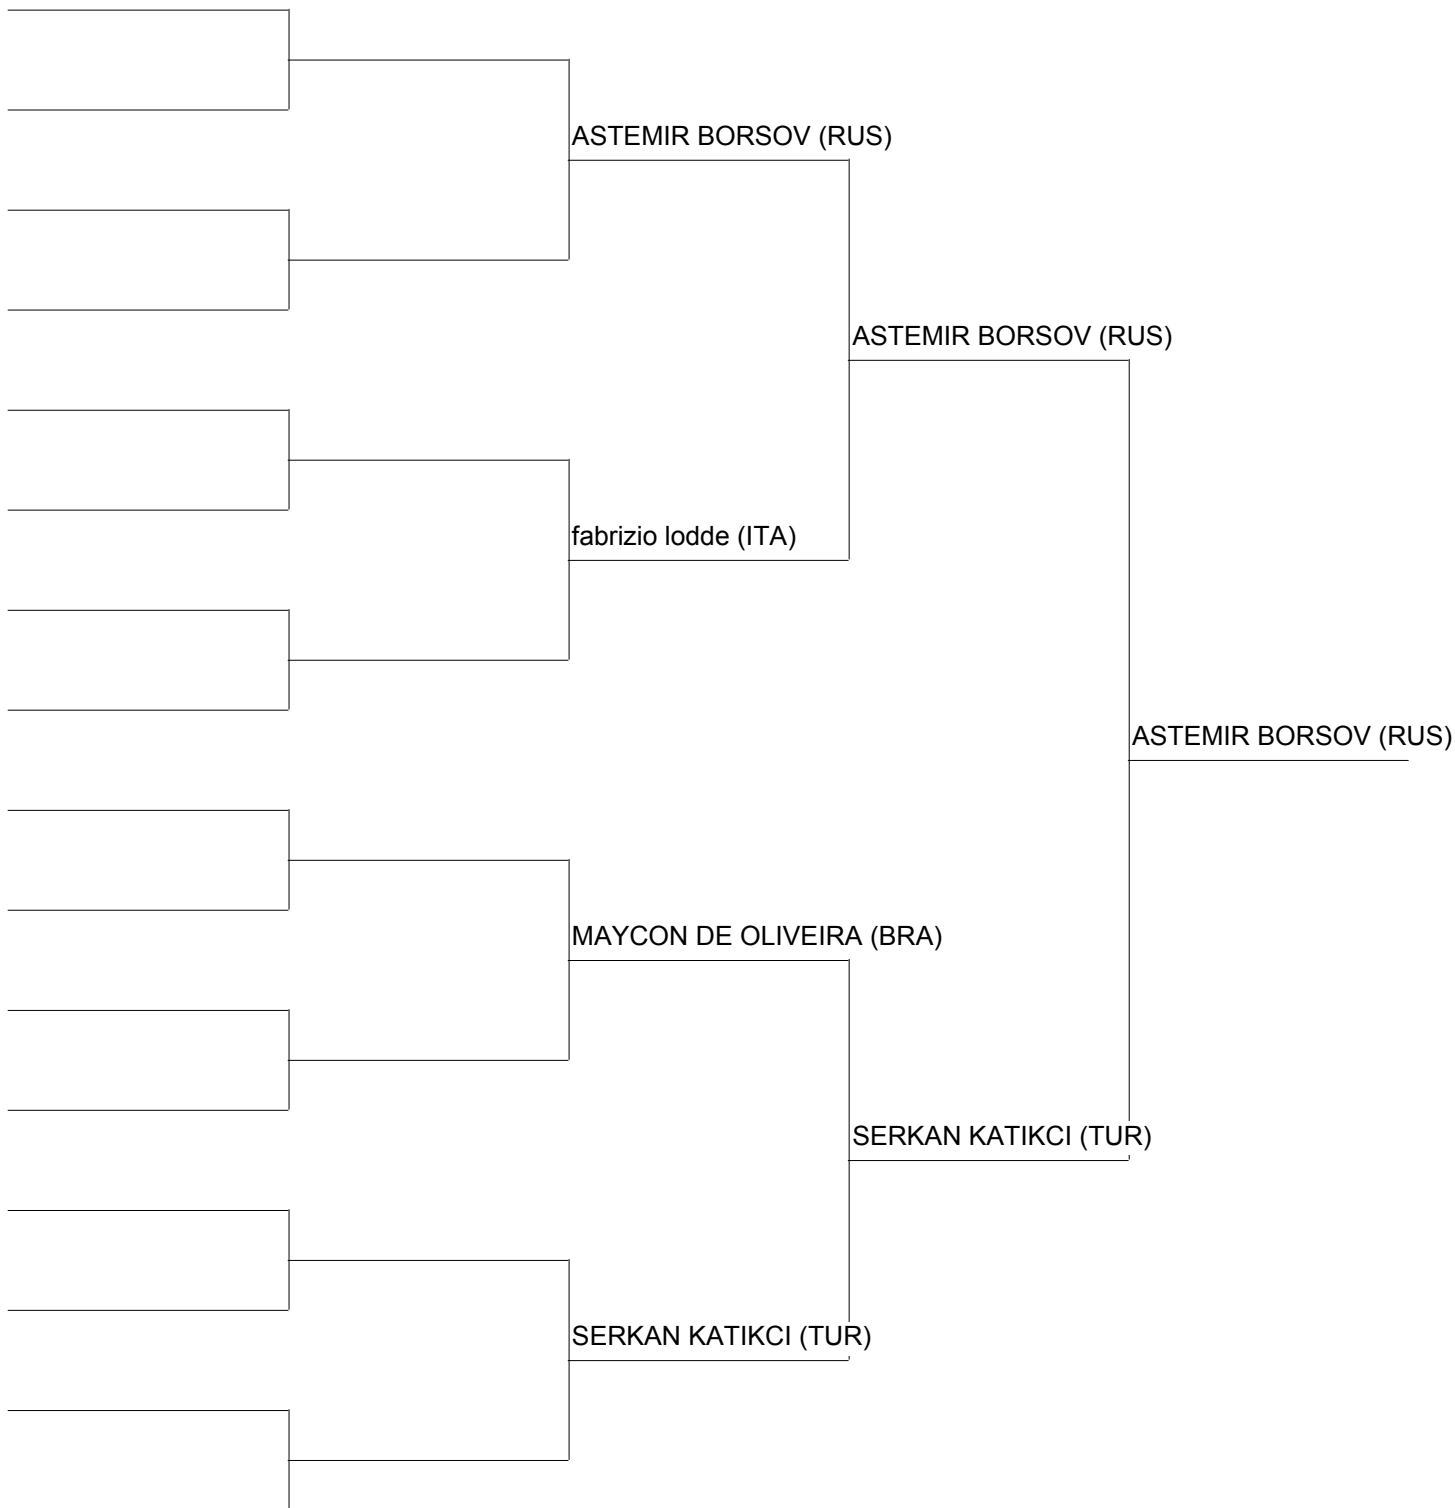 ASTEMIR BORSOV (RUS)
ASTEMIR BORSOV (RUS)
fabrizio lodde (ITA)
ASTEMIR BORSOV (RUS)
MAYCON DE OLIVEIRA (BRA)
SERKAN KATIKCI (TUR)
SERKAN KATIKCI (TUR)